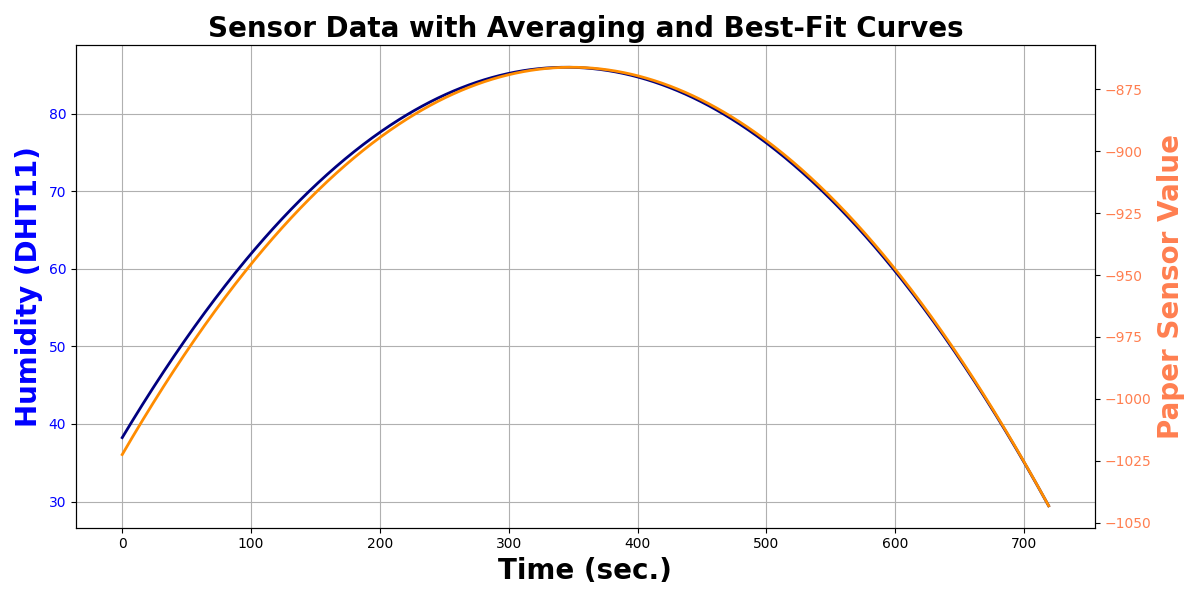 Sensor Data with Averaging and Best-Fit Curves
Humidity (DHT11)
80
70
60
50
40
30
−875
−900
−925
−950
−975
−1000
−1025
−1050
Paper Sensor Value
0 100 200 300 400 500 600 700
Time (sec.)